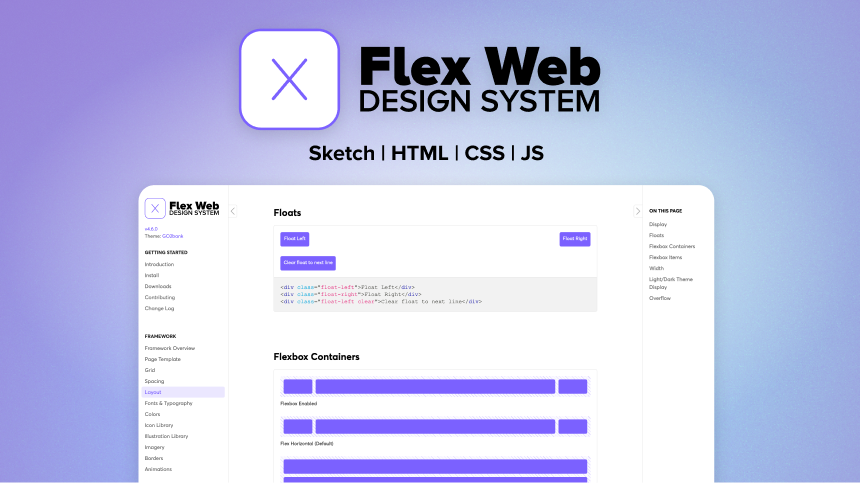 Flex Web
DESIGN SYSTEM
Sketch | HTML | CSS | JS
Flex Web
DESIGN SYSTEM
v4.6.0
Theme: GCDbank
GETTING STARTED
Introduction
Install
Downloads
Contributing
Change Log
FRAMEWORK
Framework Overview
Page Template
Grid
Spacing
Layout
Fonts & Typography
Colors
Icon Library
Illustration Library
Imagery
Borders
Animations
Floats
Float Left
Float Right
Clear float to next line
<div class="float-left">Float Left</div>
<div class="float-right">Float Right</div>
<div class="float-left clear">Clear float to next line</div>
Flexbox Containers
Flexbox Enabled
Flex Horizontal (Default)
ON THIS PAGE
Display
Floats
Flexbox Containers
Flexbox Items
Width
Light/Dark Theme
Display
Overflow